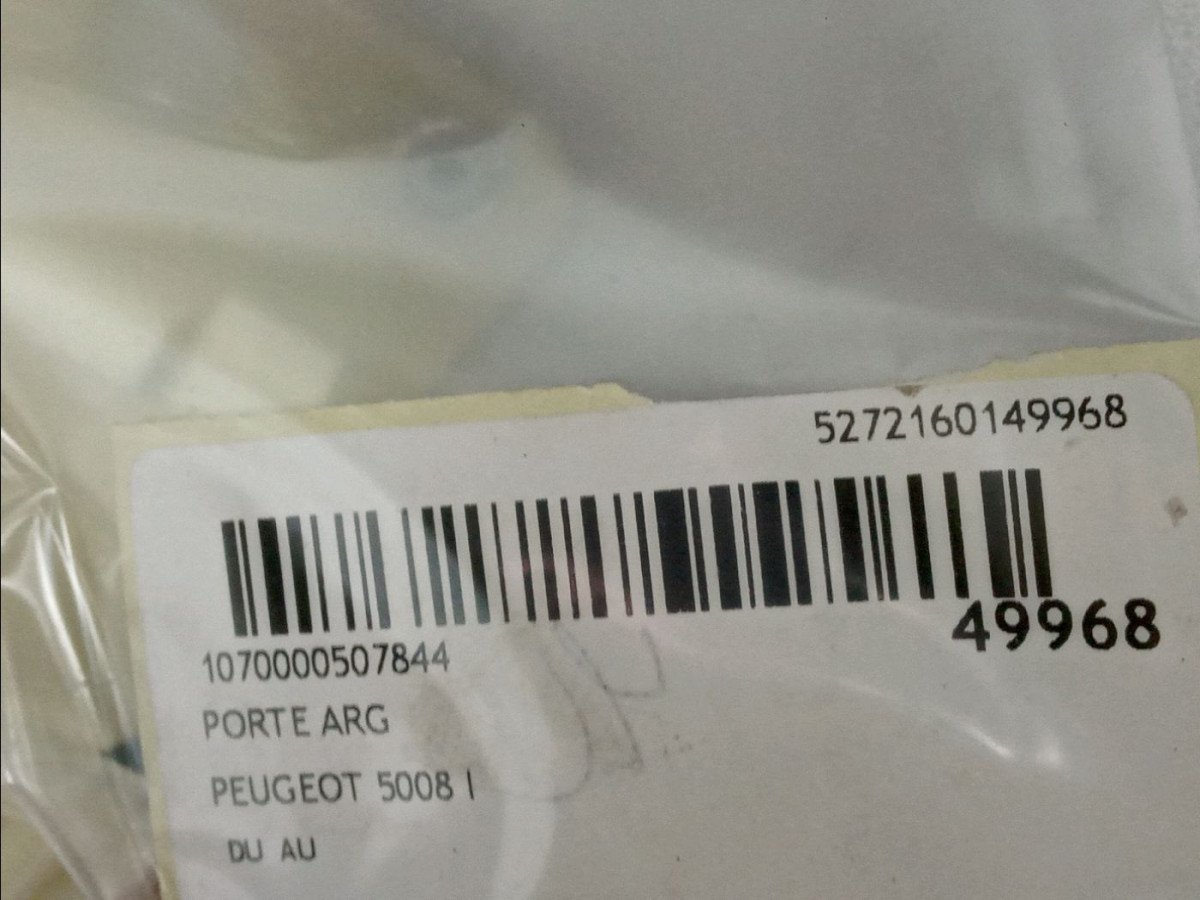 5272160149968
49968
1070000507844
PORTE ARG
PEUGEOT 5008 I
DU AU